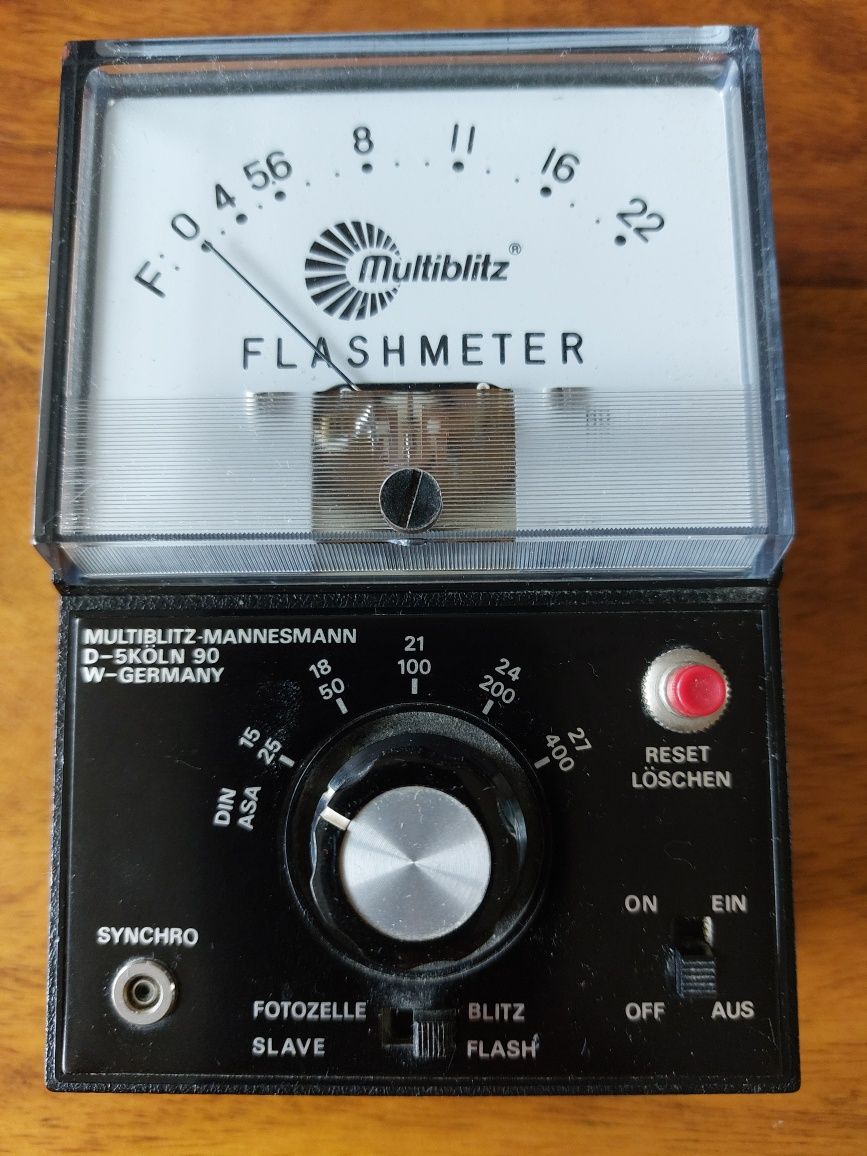 F: 0 4 5.6 8 11 16 22
Multiblitz®
FLASHMETER
MULTIBLITZ-MANNESMANN
D-5KÖLN 90
W-GERMANY
DIN 15 18 21 24 27
ASA 25 50 100 200 400
RESET
LÖSCHEN
ON EIN
OFF AUS
SYNCHRO
FOTOZELLE BLITZ
SLAVE FLASH